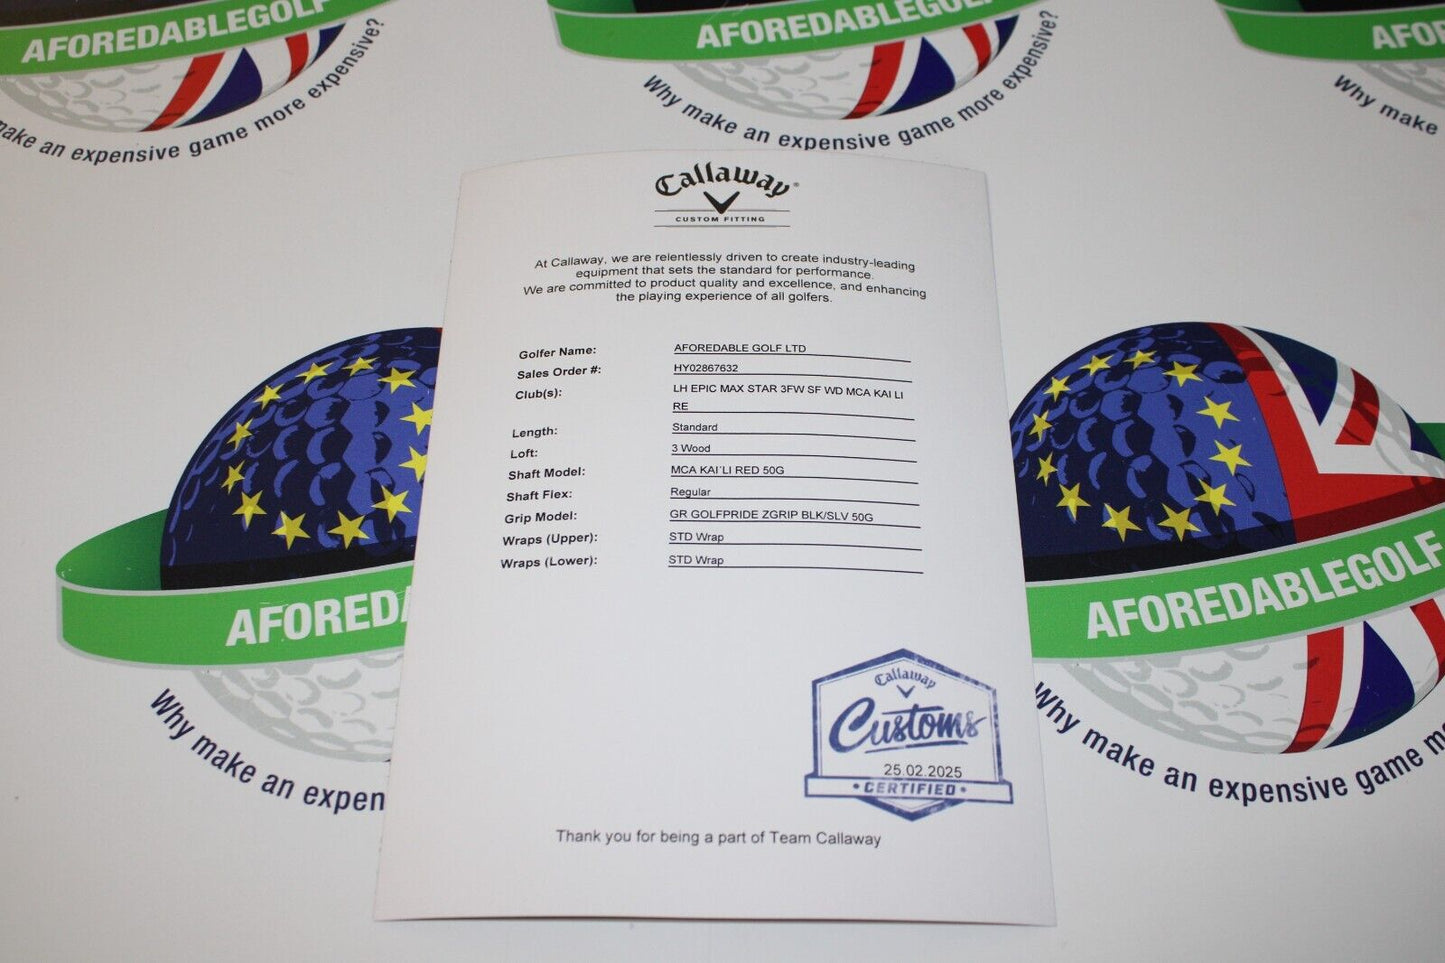 AFOREDABLEGOLF
make an expensive game more expensive?
AFOREDABLEGOLF
Why make an expensive game more expensive?
AFOR
Why make
Callaway®
CUSTOM FITTING
At Callaway, we are relentlessly driven to create industry-leading
equipment that sets the standard for performance.
We are committed to product quality and excellence, and enhancing
the playing experience of all golfers.
Golfer Name: AFOREDABLE GOLF LTD
Sales Order #: HY02867632
Club(s): LH EPIC MAX STAR 3FW SF WD MCA KAI LI
RE
Length: Standard
Loft: 3 Wood
Shaft Model: MCA KAI`LI RED 50G
Shaft Flex: Regular
Grip Model: GR GOLFPRIDE ZGRIP BLK/SLV 50G
Wraps (Upper): STD Wrap
Wraps (Lower): STD Wrap
Callaway
Customs
25.02.2025
• CERTIFIED •
Thank you for being a part of Team Callaway
AFORED
Why make an expen
AFOREDABLEGOLF
Why make an expensive game